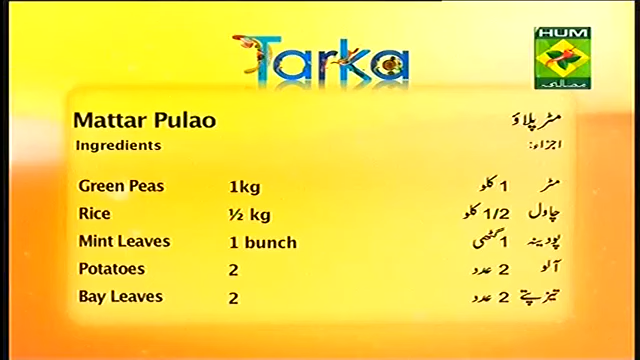 Tarka
HUM
مصالحہ
Mattar Pulao مٹر پلاؤ
Ingredients اجزاء:
Green Peas 1kg مٹر 1 کلو
Rice ½ kg چاول 1/2 کلو
Mint Leaves 1 bunch پودینہ 1 گٹھی
Potatoes 2 آلو 2 عدد
Bay Leaves 2 تیز پتے 2 عدد